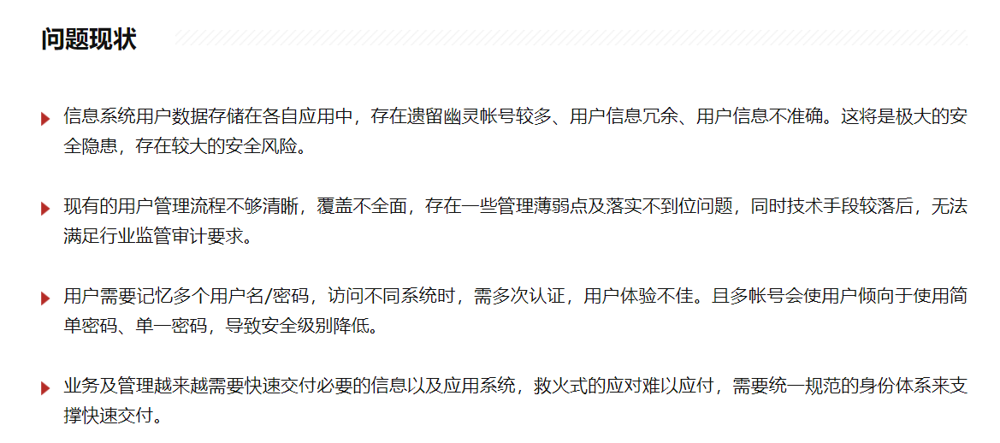 问题现状
信息系统用户数据存储在各自应用中，存在遗留幽灵帐号较多、用户信息冗余、用户信息不准确。这将是极大的安
全隐患，存在较大的安全风险。
现有的用户管理流程不够清晰，覆盖不全面，存在一些管理薄弱点及落实不到位问题，同时技术手段较落后，无法
满足行业监管审计要求。
用户需要记忆多个用户名/密码，访问不同系统时，需多次认证，用户体验不佳。且多帐号会使用户倾向于使用简
单密码、单一密码，导致安全级别降低。
业务及管理越来越需要快速交付必要的信息以及应用系统，救火式的应对难以应付，需要统一规范的身份体系来支
撑快速交付。